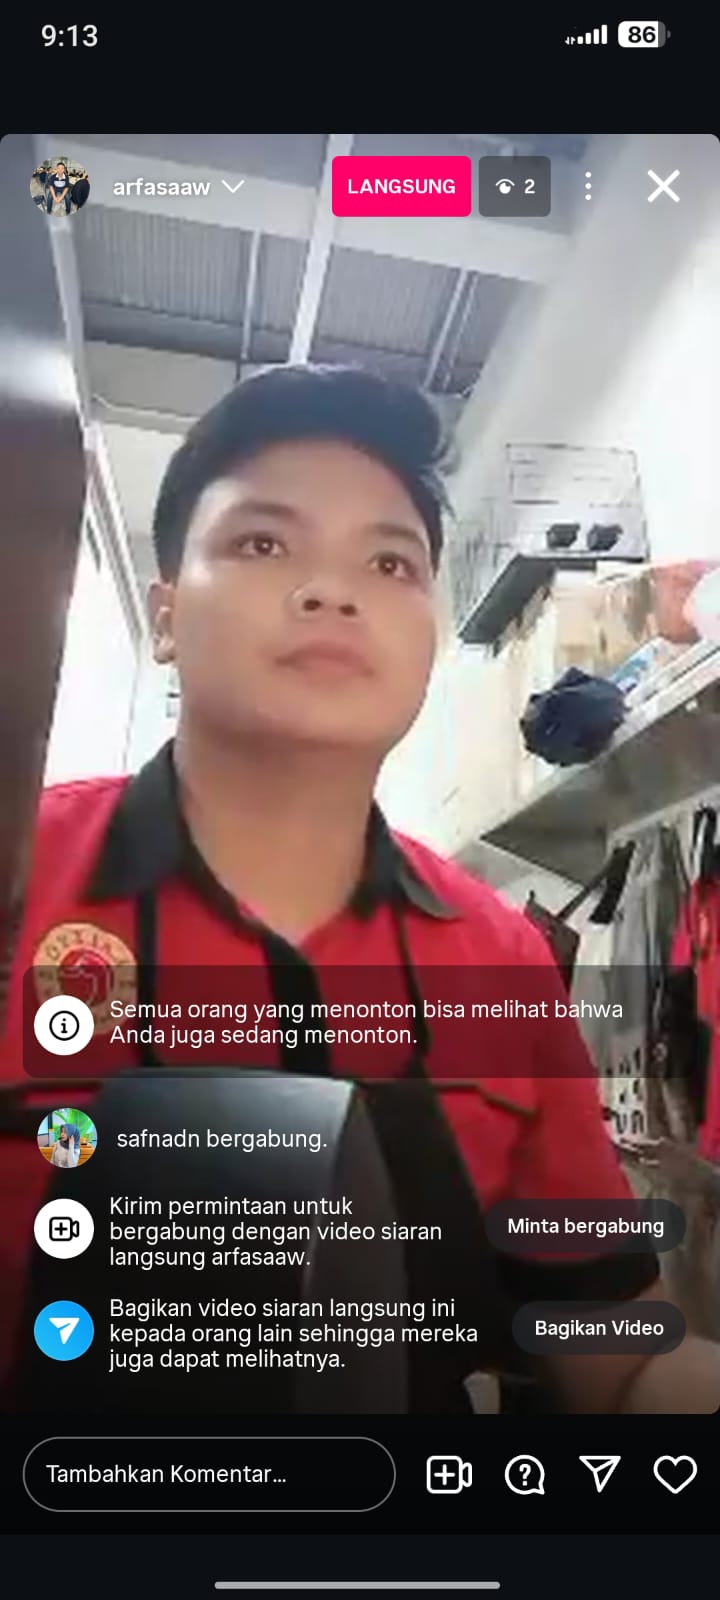 9:13
86
arfasaaw
LANGSUNG
2
Semua orang yang menonton bisa melihat bahwa
Anda juga sedang menonton.
safnadn bergabung.
Kirim permintaan untuk
bergabung dengan video siaran
langsung arfasaaw.
Minta bergabung
Bagikan video siaran langsung ini
kepada orang lain sehingga mereka
juga dapat melihatnya.
Bagikan Video
Tambahkan Komentar...